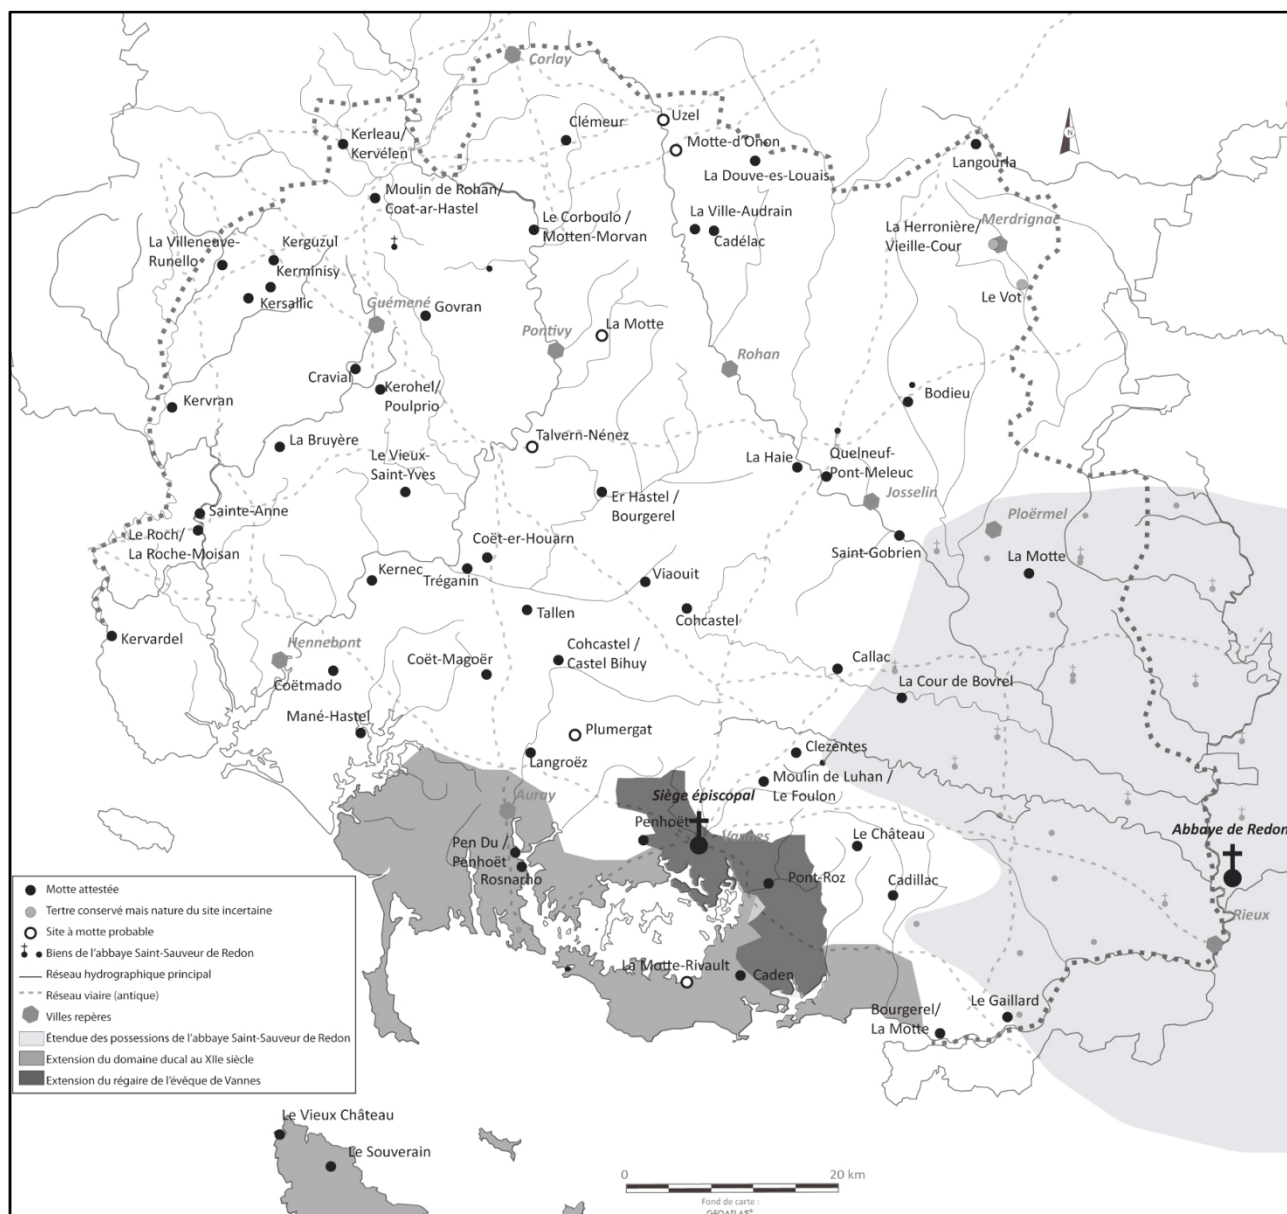 Corlay
Uzel
Clémeur
Kerleau/
Kervélen
Motte-d'Onon
La Douve-es-Louais
Langourla
N
Moulin de Rohan/
Coat-ar-Hastel
Le Corboulo /
Motten-Morvan
La Ville-Audrain
Cadélac
La Herronière/
Vieille-Cour
Merdrignac
La Villeneuve-
Runello
Kerguzul
Kerminisy
Kersallic
Le Vot
Guémené
Govran
Pontivy
La Motte
Rohan
Cravial
Kerohel/
Poulprio
Kervran
Bodieu
La Bruyère
Le Vieux-
Saint-Yves
Talvern-Nénez
La Haie
Quelneuf-
Pont-Meleuc
Er Hastel /
Bourgerel
Josselin
Sainte-Anne
Le Roch/
La Roche-Moisan
Ploërmel
Coët-er-Houarn
Saint-Gobrien
La Motte
Kernec
Tréganin
Viaouit
Tallen
Cohcastel
Kervardel
Hennebont
Coët-Magoër
Cohcastel /
Castel Bihuy
Callac
Coëtmado
La Cour de Bovrel
Mané-Hastel
Plumergat
Langroëz
Clezentes
Moulin de Luhan /
Le Foulon
Auray
Siège épiscopal
Penhoët
Vannes
Le Château
Abbaye de Redon
Pen Du /
Penhoët
Rosnarho
Pont-Roz
Cadillac
Rieux
La Motte-Rivault
Caden
Bourgerel/
La Motte
Le Gaillard
Motte attestée
Tertre conservé mais nature du site incertaine
Site à motte probable
Biens de l'abbaye Saint-Sauveur de Redon
Réseau hydrographique principal
Réseau viaire (antique)
Villes repères
Étendue des possessions de l'abbaye Saint-Sauveur de Redon
Extension du domaine ducal au XIIe siècle
Extension du régaire de l'évêque de Vannes
Le Vieux Château
Le Souverain
0 20 km
Fond de carte :
GEOATLAS®